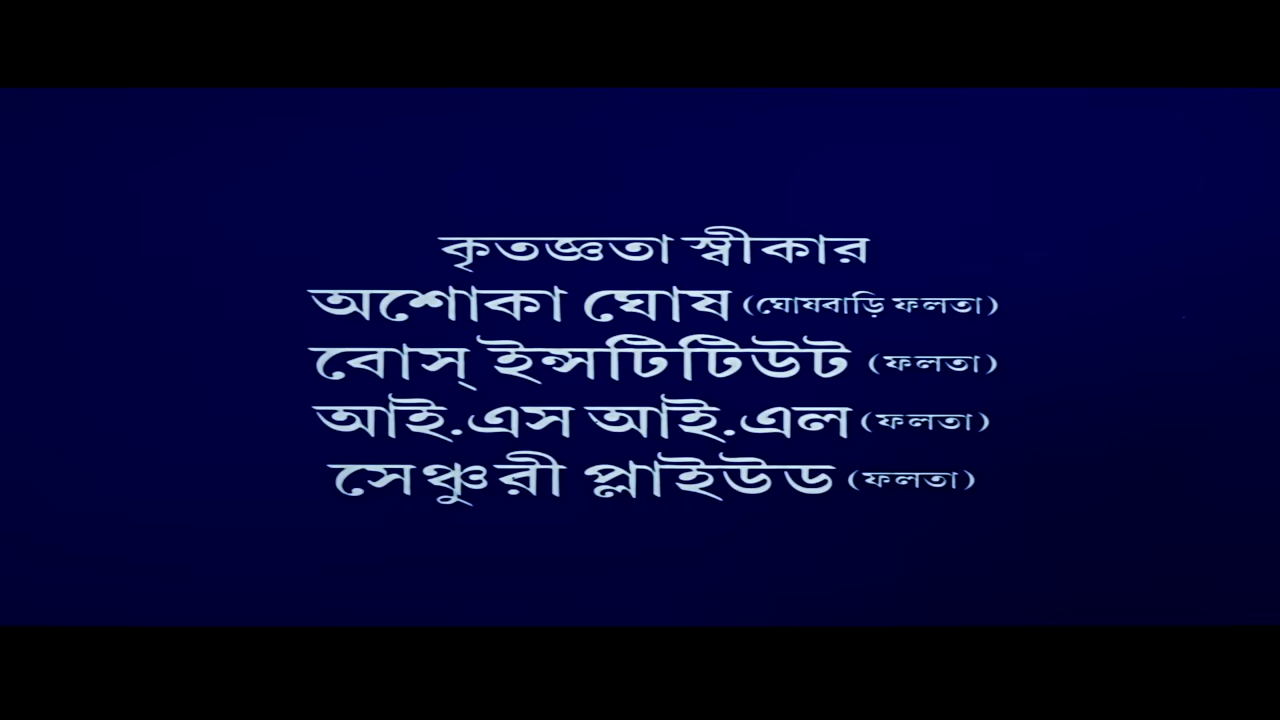 কৃতজ্ঞতা স্বীকার
অশোকা ঘোষ (ঘোষবাড়ি ফলতা)
বোস্ ইন্সটিটিউট (ফলতা)
আই.এস আই.এল (ফলতা)
সেঞ্চুরী প্লাইউড (ফলতা)